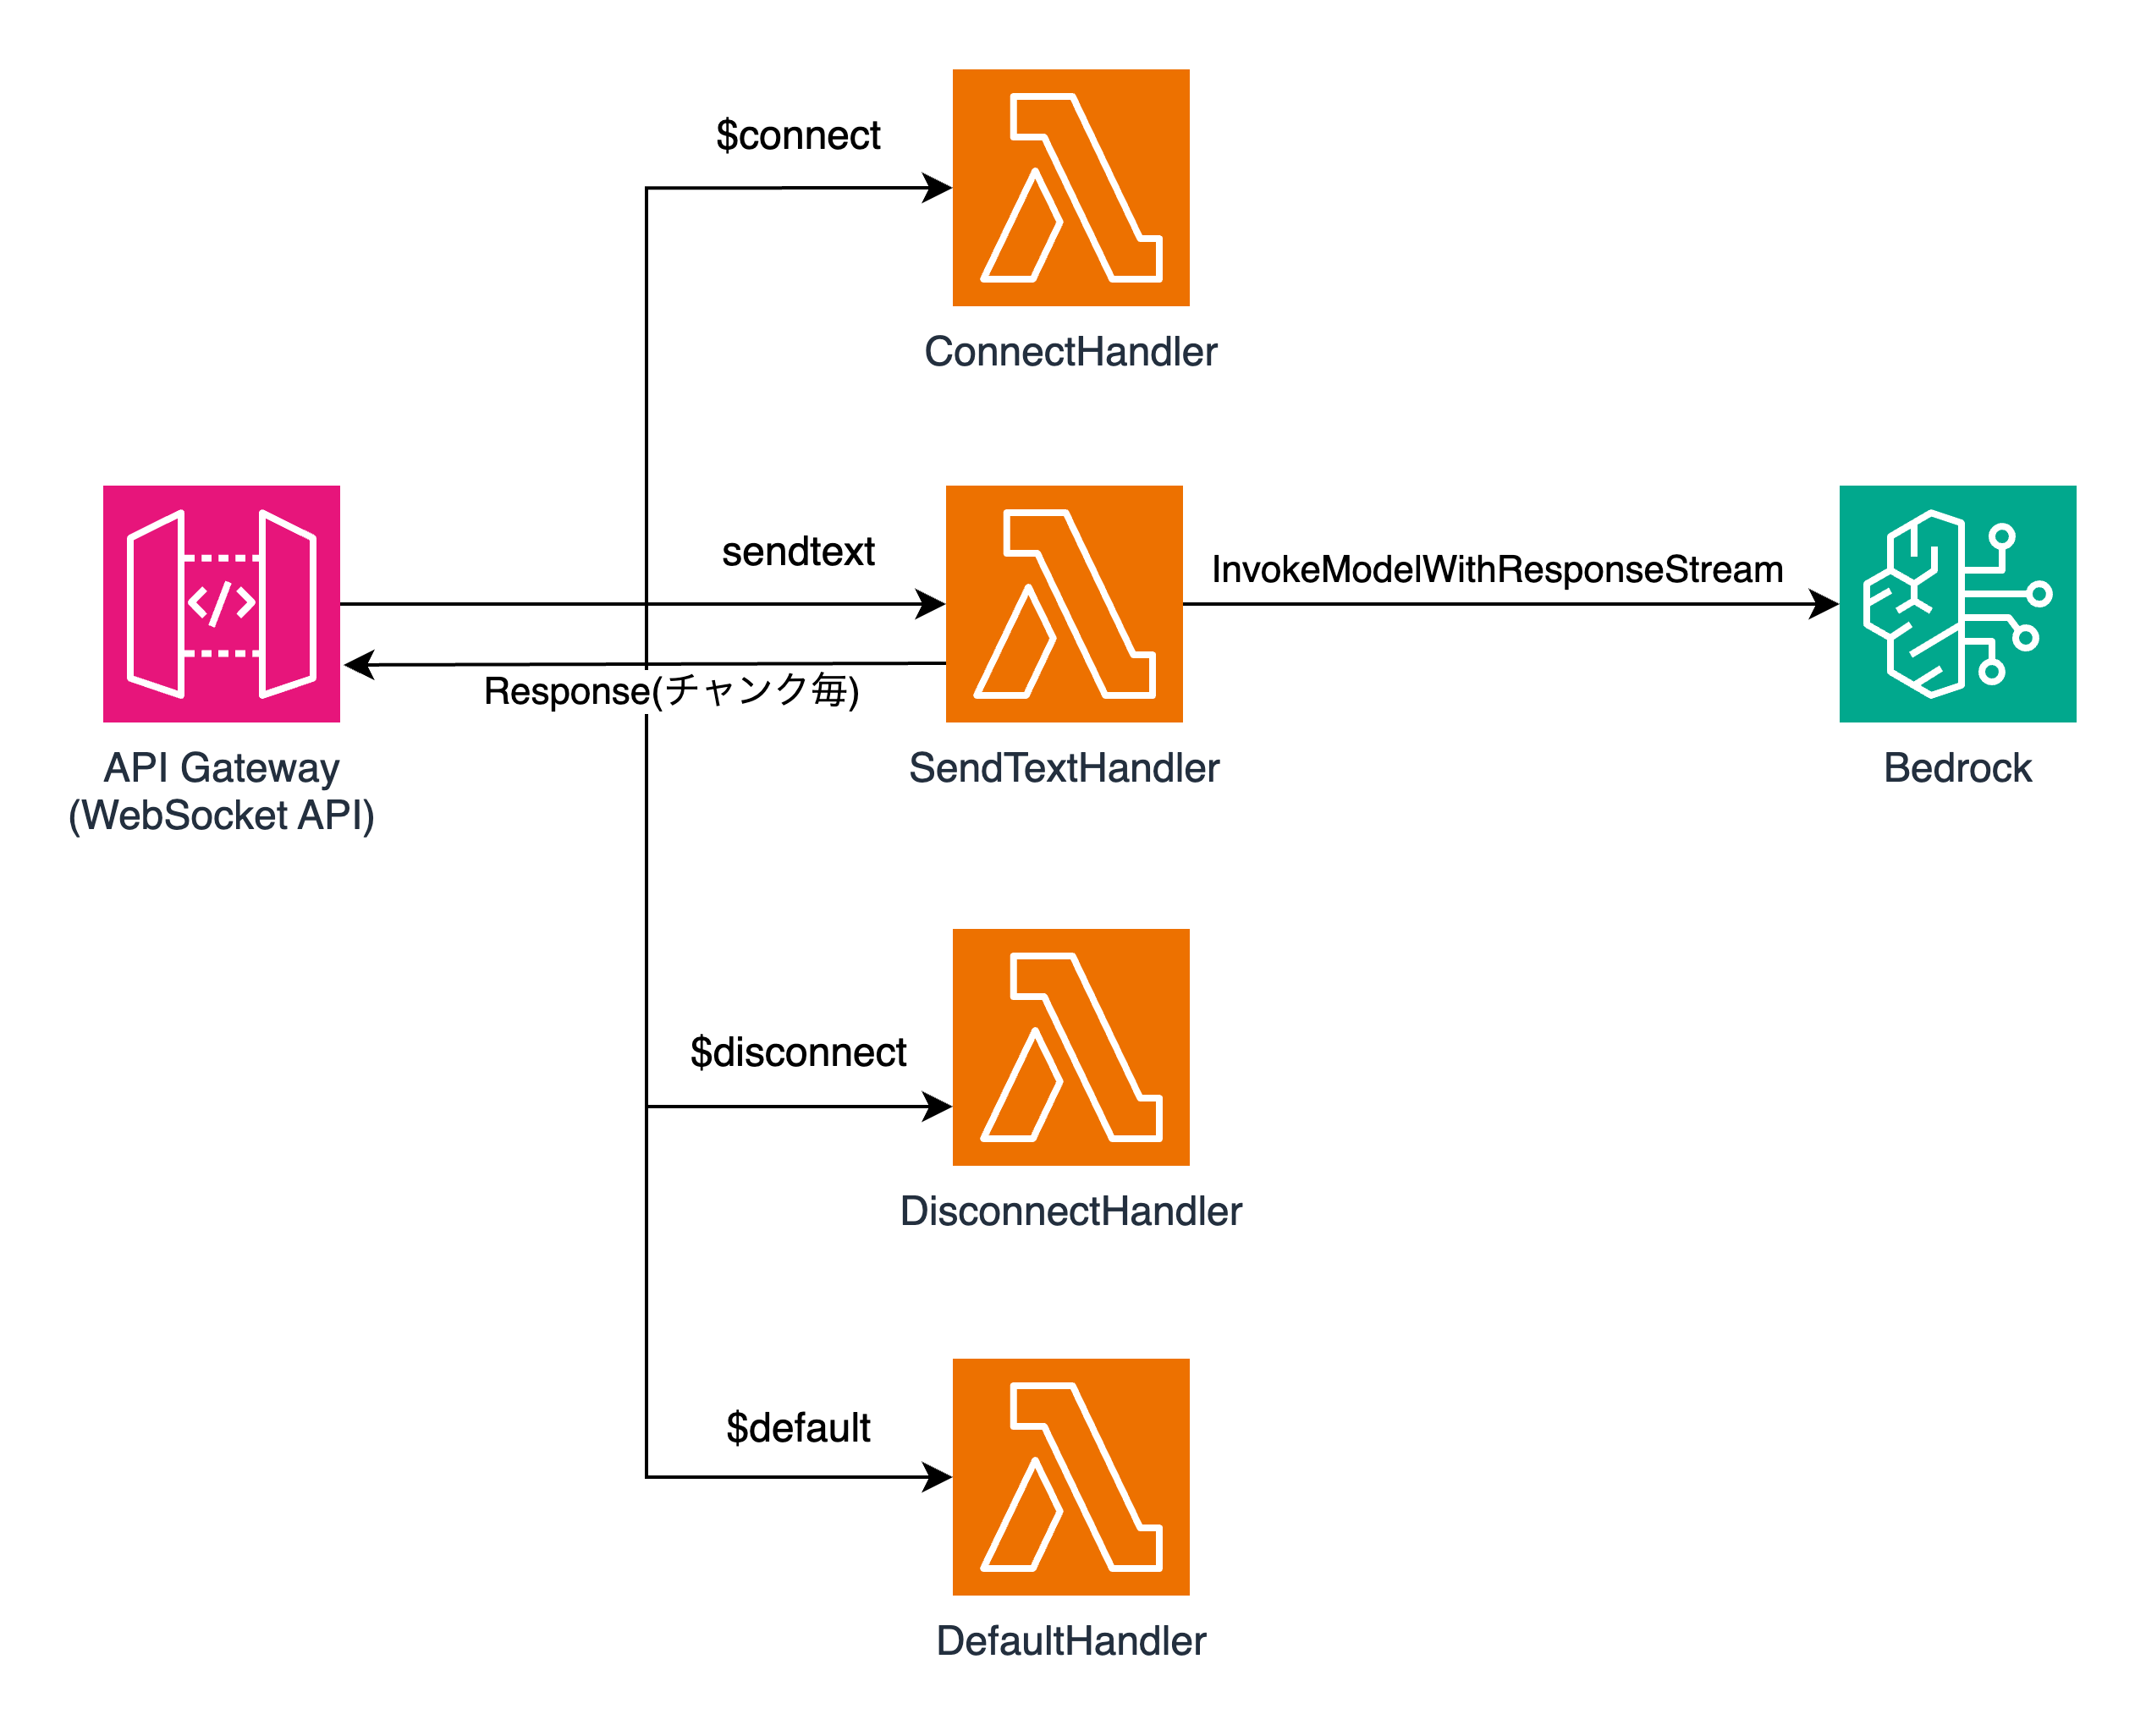 $connect
ConnectHandler
sendtext
InvokeModelWithResponseStream
Response(チャンク毎)
API Gateway
(WebSocket API)
SendTextHandler
Bedrock
$disconnect
DisconnectHandler
$default
DefaultHandler